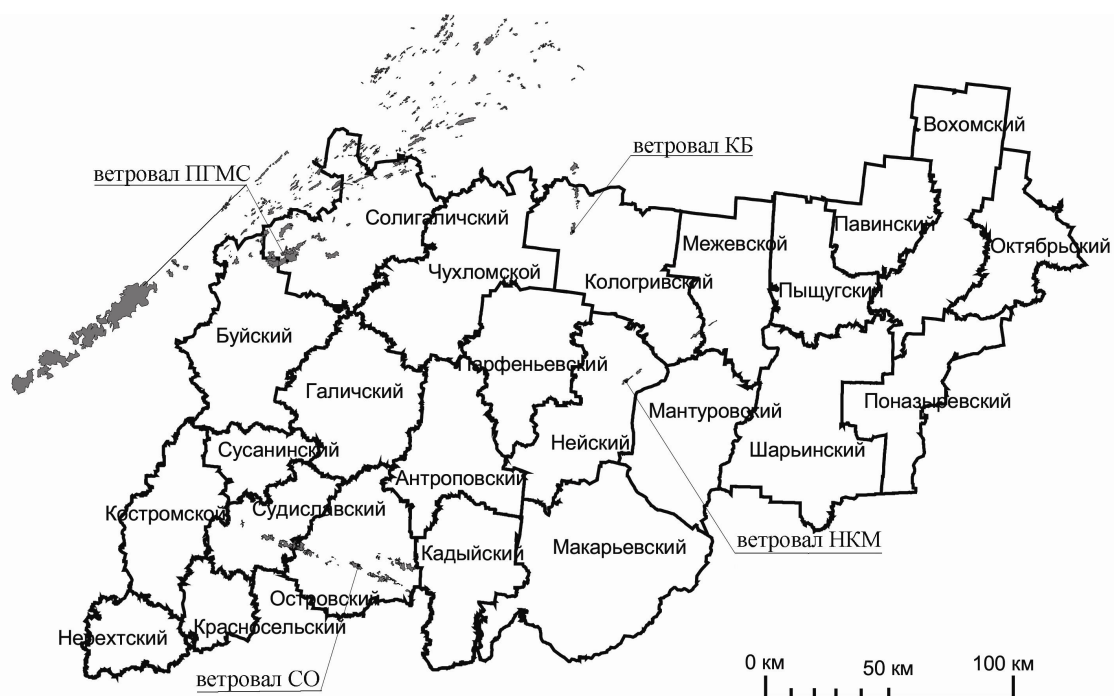 Вохомский
ветровал КБ
ветровал ПГМС
Солигаличский
Павинский
Межевской
Октябрьский
Чухломской
Кологривский
Пыщугский
Буйский
Парфеньевский
Галичский
Поназыревский
Мантуровский
Нейский
Сусанинский
Шарьинский
Антроповский
Судиславский
Костромской
ветровал НКМ
Кадыйский
Макарьевский
Островский
Красносельский
Нерехтский
0 км
50 км
100 км
ветровал СО